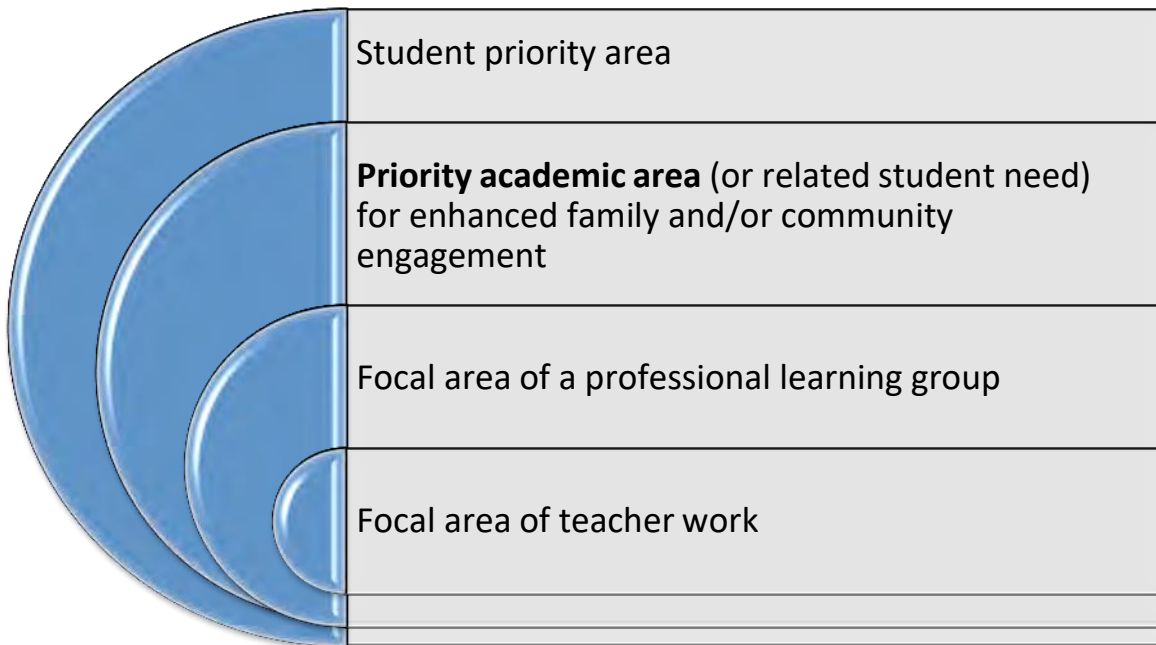 Student priority area
Priority academic area (or related student need)
for enhanced family and/or community
engagement
Focal area of a professional learning group
Focal area of teacher work